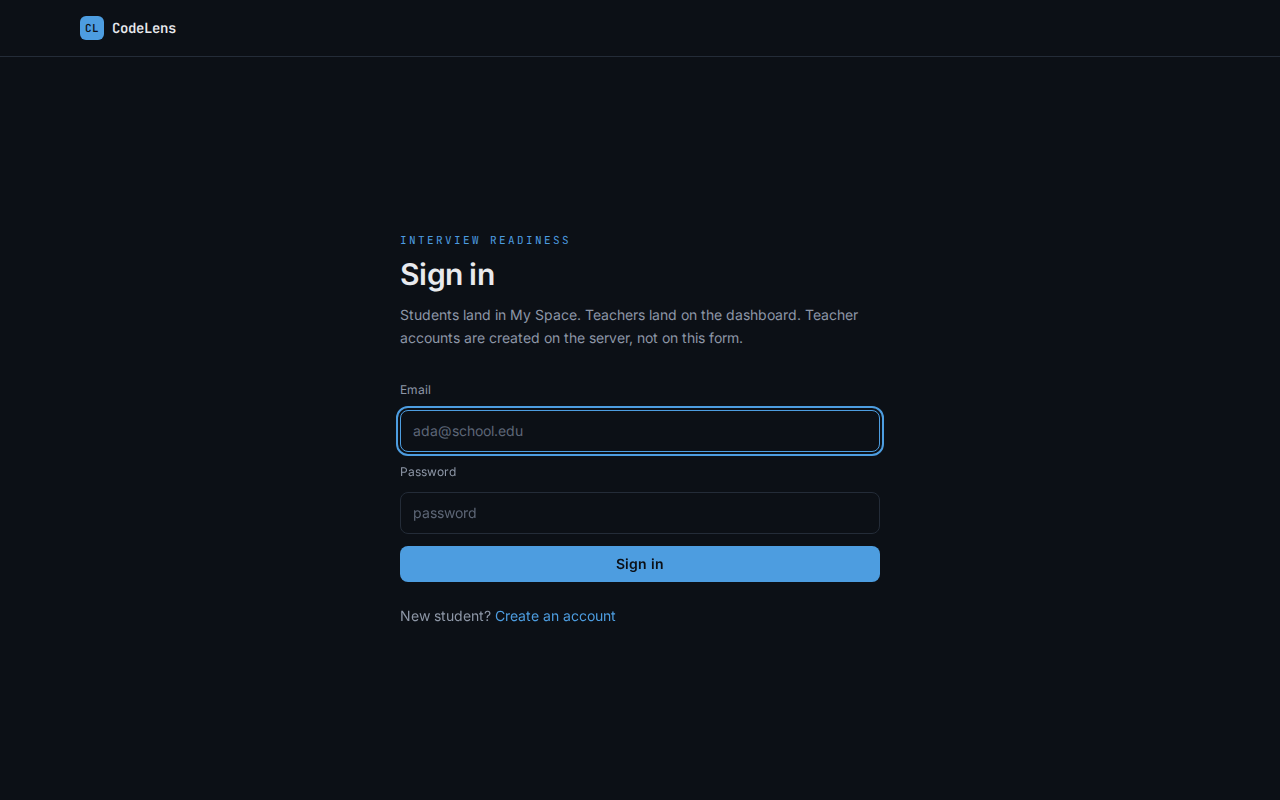 CL CodeLens
INTERVIEW READINESS
Sign in
Students land in My Space. Teachers land on the dashboard. Teacher
accounts are created on the server, not on this form.
Email
ada@school.edu
Password
password
Sign in
New student? Create an account